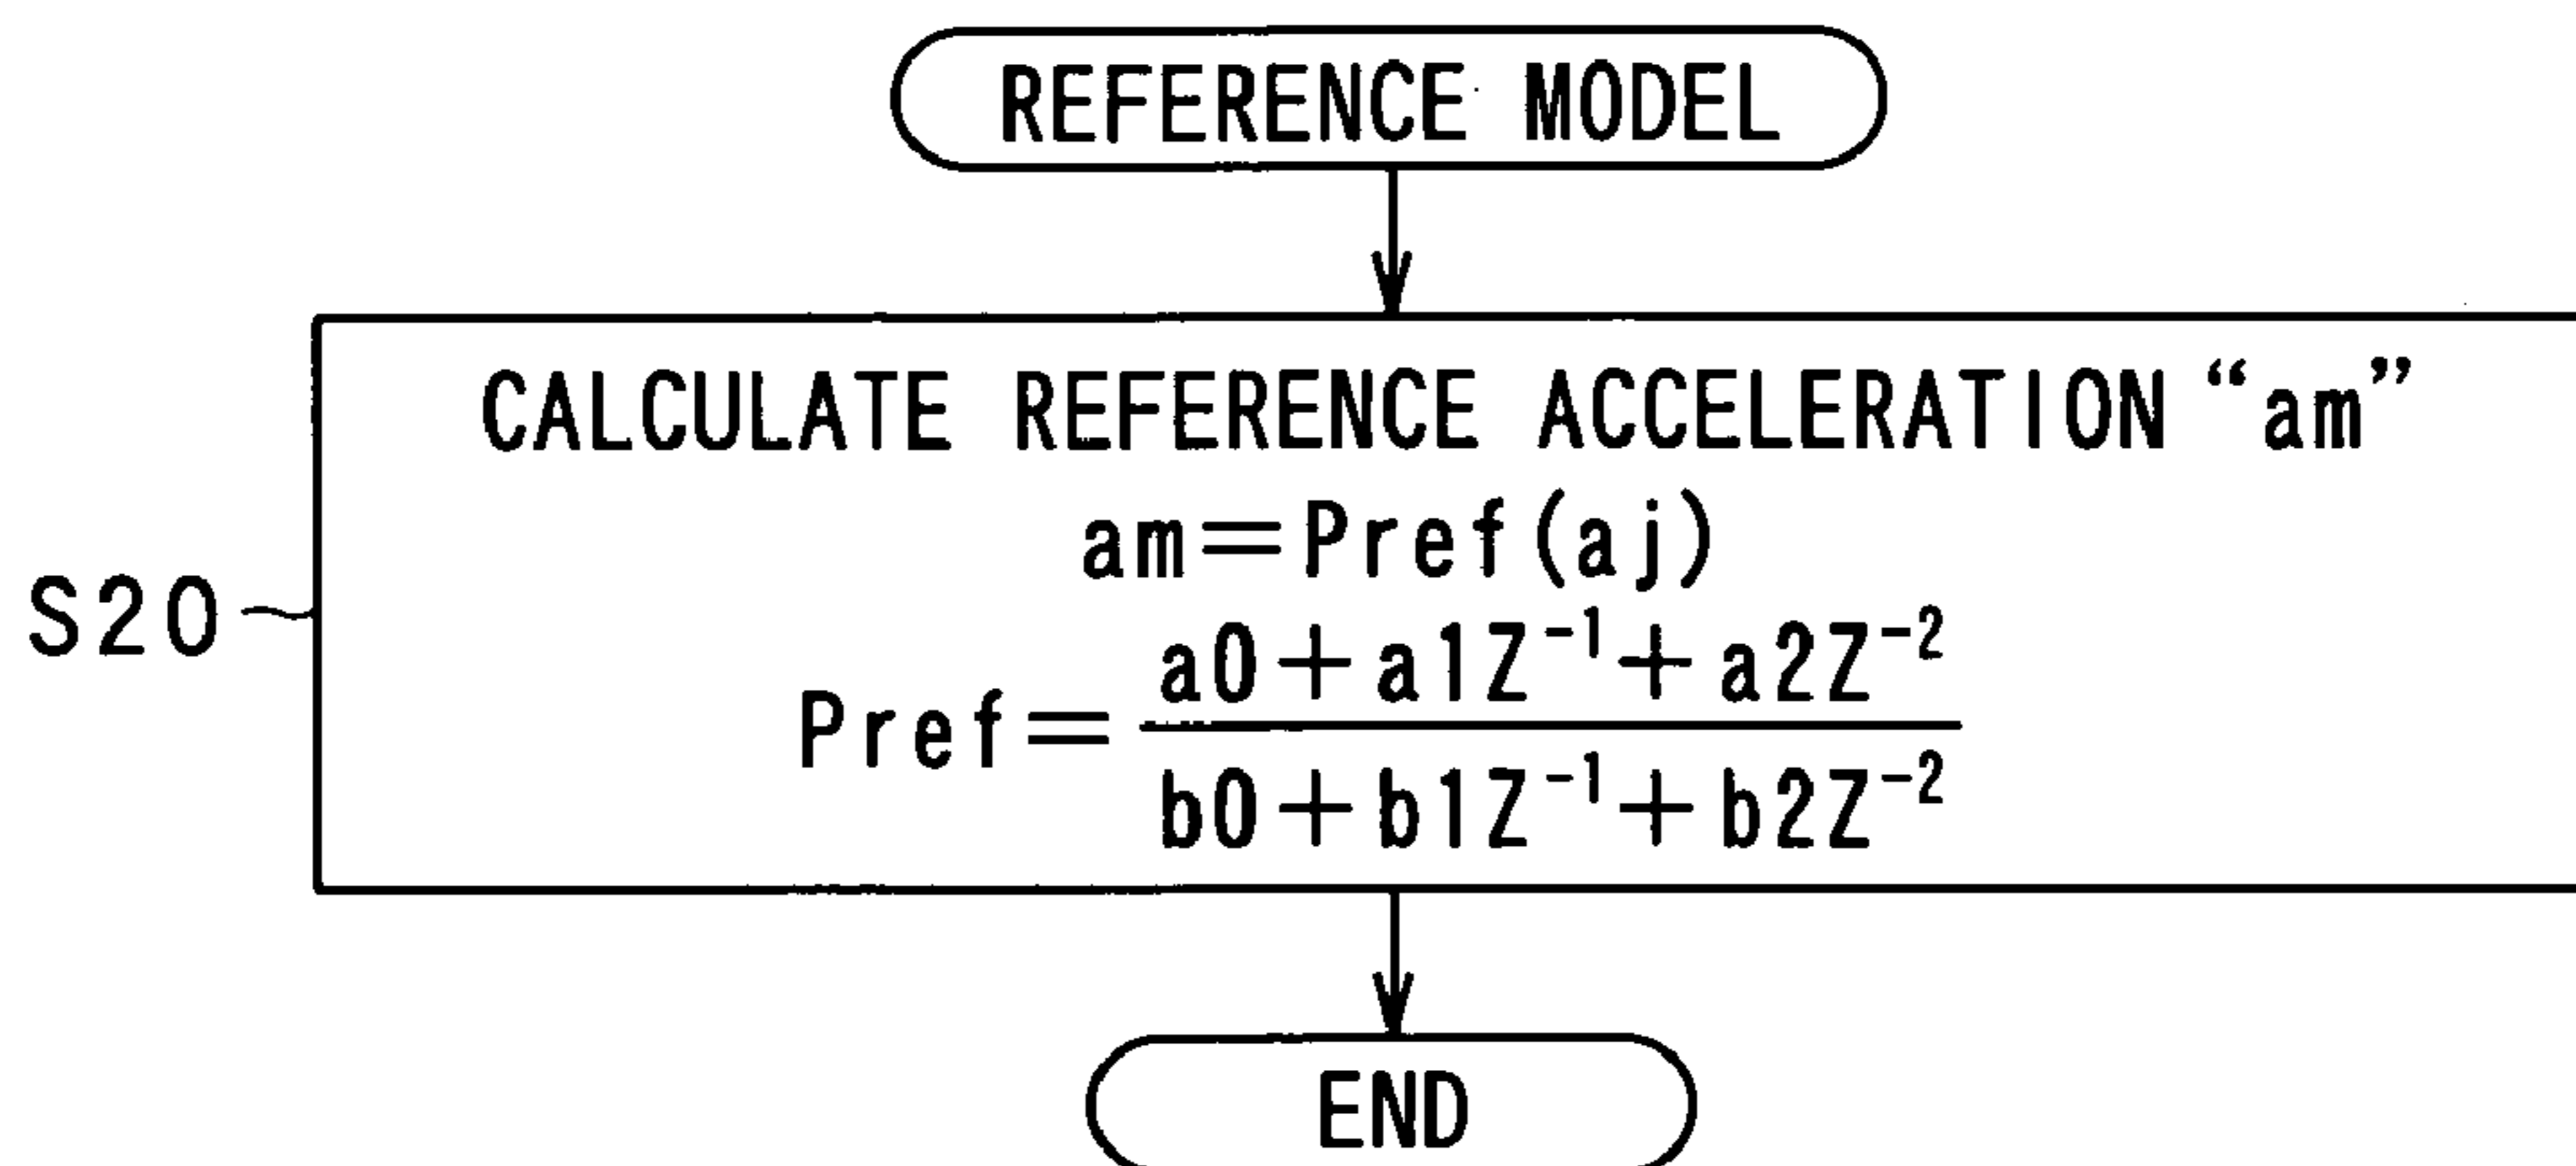 REFERENCE MODEL
CALCULATE REFERENCE ACCELERATION “am”
am=Pref(aj)
S20
Pref= a0+a1Z⁻¹+a2Z⁻²
b0+b1Z⁻¹+b2Z⁻²
END